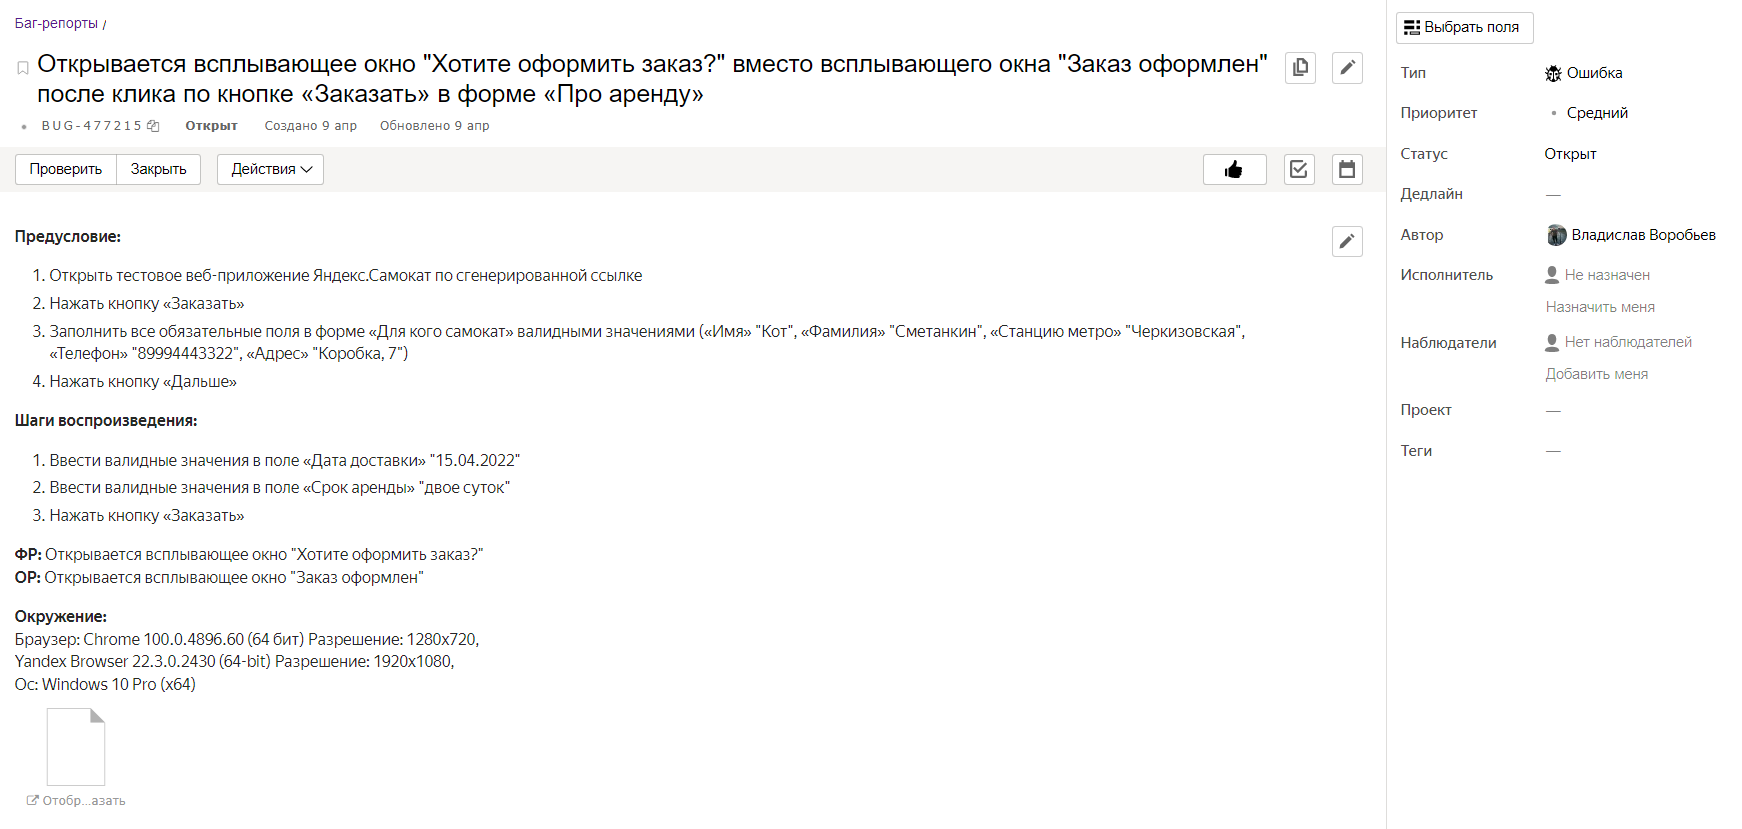 Баг-репорты /
Открывается всплывающее окно "Хотите оформить заказ?" вместо всплывающего окна "Заказ оформлен"
после клика по кнопке «Заказать» в форме «Про аренду»
BUG-477215 Открыт Создано 9 апр Обновлено 9 апр
Проверить Закрыть Действия
Предусловие:
1. Открыть тестовое веб-приложение Яндекс.Самокат по сгенерированной ссылке
2. Нажать кнопку «Заказать»
3. Заполнить все обязательные поля в форме «Для кого самокат» валидными значениями («Имя» "Кот", «Фамилия» "Сметанкин", «Станцию метро» "Черкизовская",
«Телефон» "89994443322", «Адрес» "Коробка, 7")
4. Нажать кнопку «Дальше»
Шаги воспроизведения:
1. Ввести валидные значения в поле «Дата доставки» "15.04.2022"
2. Ввести валидные значения в поле «Срок аренды» "двое суток"
3. Нажать кнопку «Заказать»
ФР: Открывается всплывающее окно "Хотите оформить заказ?"
ОР: Открывается всплывающее окно "Заказ оформлен"
Окружение:
Браузер: Chrome 100.0.4896.60 (64 бит) Разрешение: 1280x720,
Yandex Browser 22.3.0.2430 (64-bit) Разрешение: 1920x1080,
Ос: Windows 10 Pro (x64)
Отобр...азать
Выбрать поля
Тип Ошибка
Приоритет Средний
Статус Открыт
Дедлайн —
Автор Владислав Воробьев
Исполнитель Не назначен
Назначить меня
Наблюдатели Нет наблюдателей
Добавить меня
Проект —
Теги —